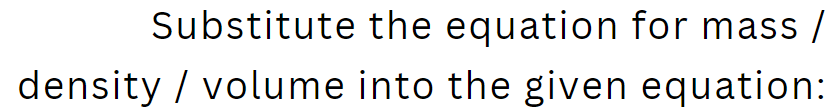 Substitute the equation for mass /
density / volume into the given equation: